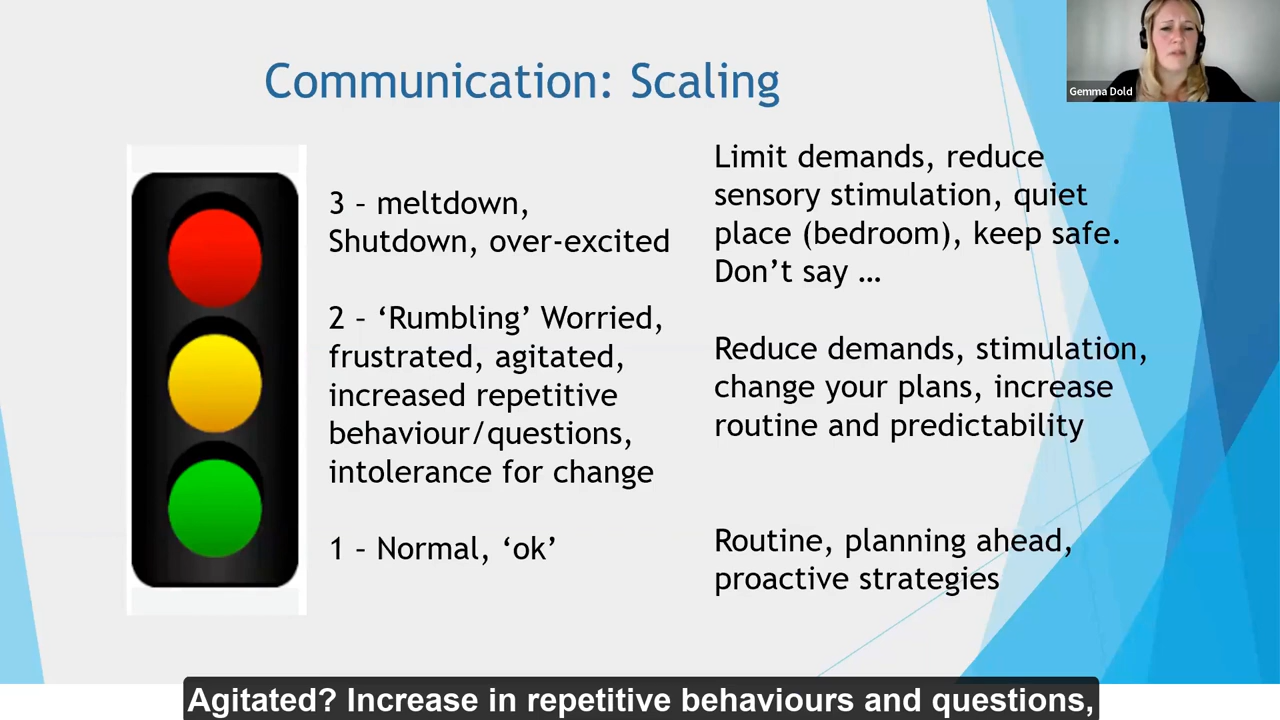 Communication: Scaling
Gemma Dold
3 – meltdown,
Shutdown, over-excited
2 – ‘Rumbling’ Worried,
frustrated, agitated,
increased repetitive
behaviour/questions,
intolerance for change
1 – Normal, ‘ok’
Limit demands, reduce
sensory stimulation, quiet
place (bedroom), keep safe.
Don’t say …
Reduce demands, stimulation,
change your plans, increase
routine and predictability
Routine, planning ahead,
proactive strategies
Agitated? Increase in repetitive behaviours and questions,